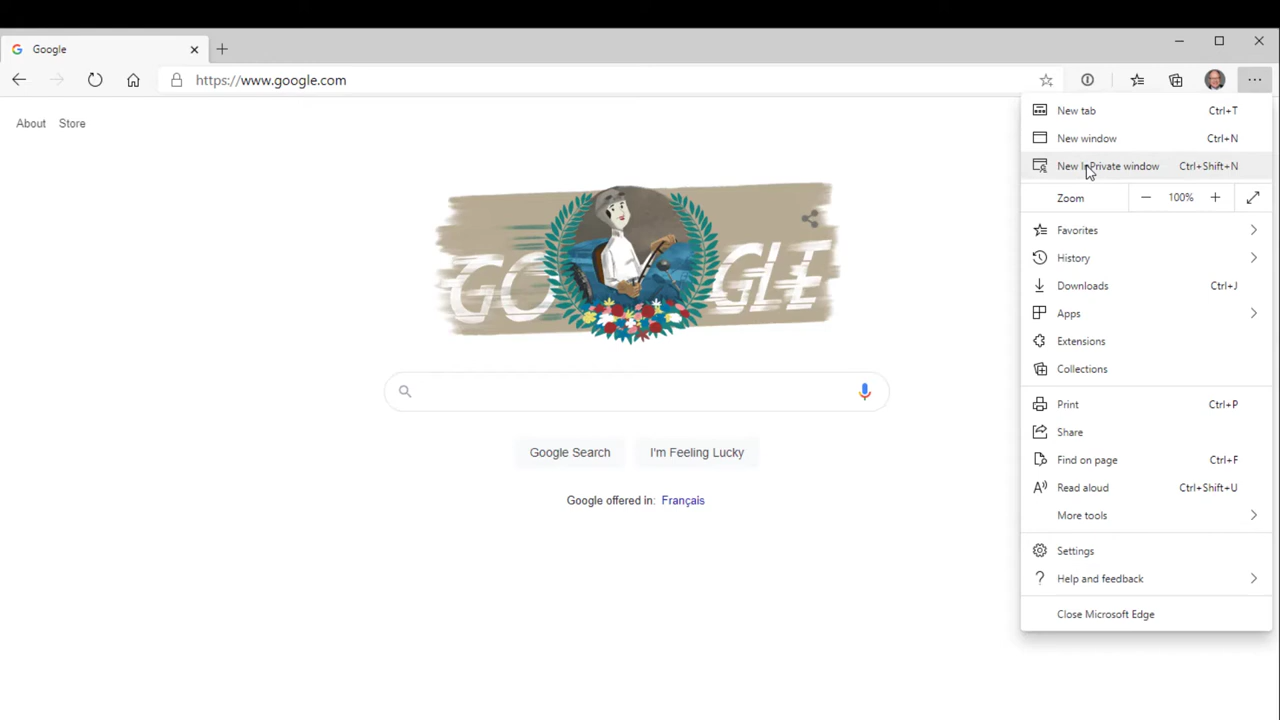 Google
https://www.google.com
About Store
GOOGLE
Google Search I'm Feeling Lucky
Google offered in: Français
New tab Ctrl+T
New window Ctrl+N
New InPrivate window Ctrl+Shift+N
Zoom 100%
Favorites
History
Downloads Ctrl+J
Apps
Extensions
Collections
Print Ctrl+P
Share
Find on page Ctrl+F
Read aloud Ctrl+Shift+U
More tools
Settings
Help and feedback
Close Microsoft Edge